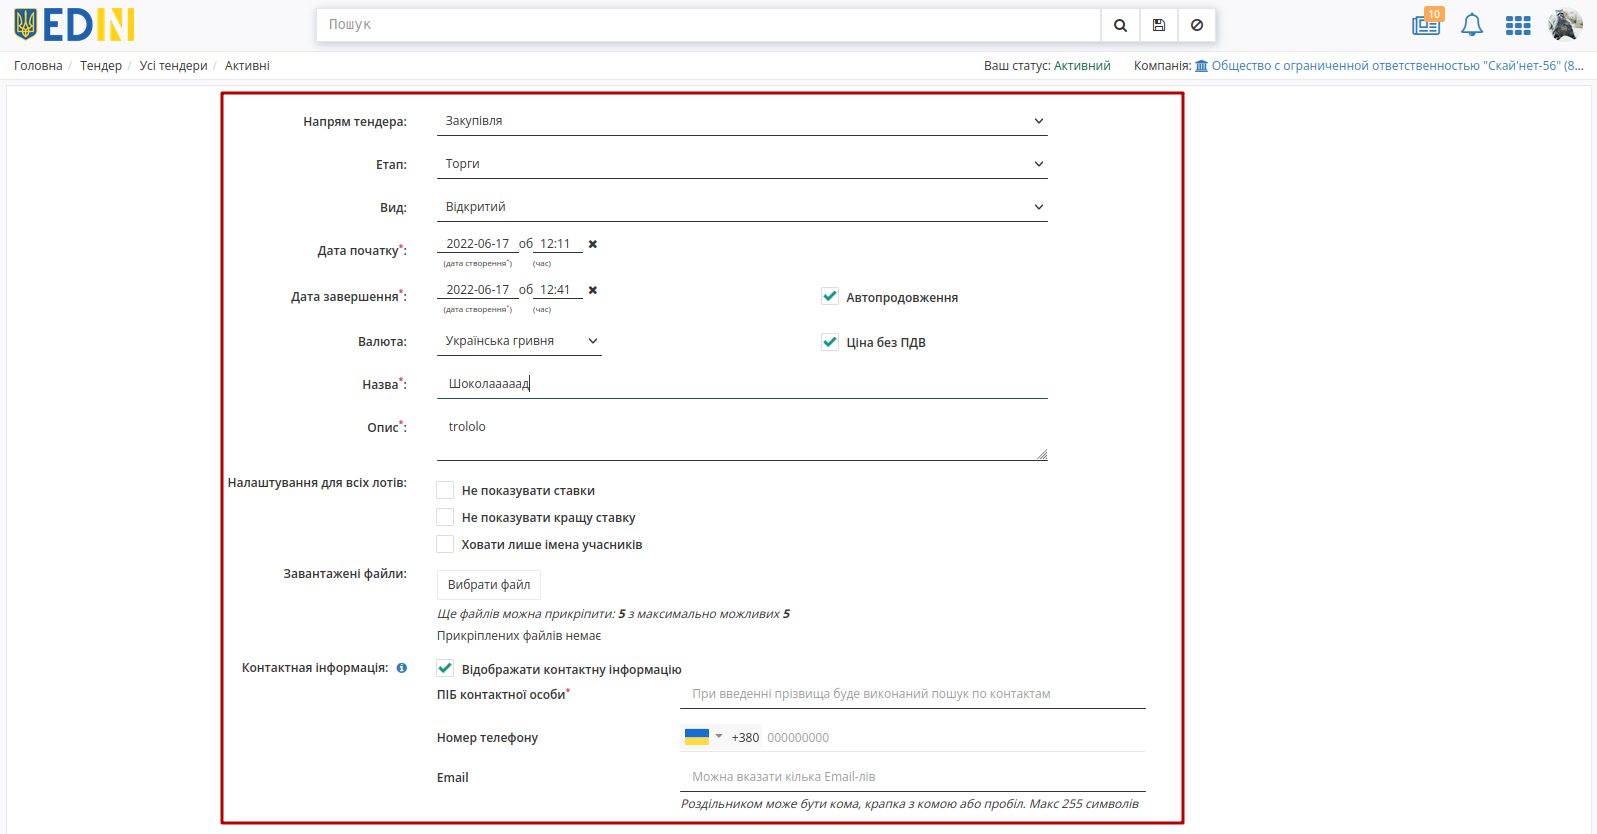 EDIN
Пошук
10
Головна / Тендер / Усі тендери / Активні
Ваш статус: Активний
Компанія: Общество с ограниченной ответственностью "Скай'нет-56" (8...
Напрям тендера: Закупівля
Етап: Торги
Вид: Відкритий
Дата початку*: 2022-06-17 об 12:11 ✖
(дата створення*) (час)
Дата завершення*: 2022-06-17 об 12:41 ✖ Автопродовження
(дата створення*) (час)
Валюта: Українська гривня Ціна без ПДВ
Назва*: Шоколааааад
Опис*: trololo
Налаштування для всіх лотів:
Не показувати ставки
Не показувати кращу ставку
Ховати лише імена учасників
Завантажені файли:
Вибрати файл
Ще файлів можна прикріпити: 5 з максимально можливих 5
Прикріплених файлів немає
Контактная інформація: Відображати контактну інформацію
ПІБ контактної особи* При введенні прізвища буде виконаний пошук по контактам
Номер телефону +380 000000000
Email Можна вказати кілька Email-лів
Роздільником може бути кома, крапка з комою або пробіл. Макс 255 символів